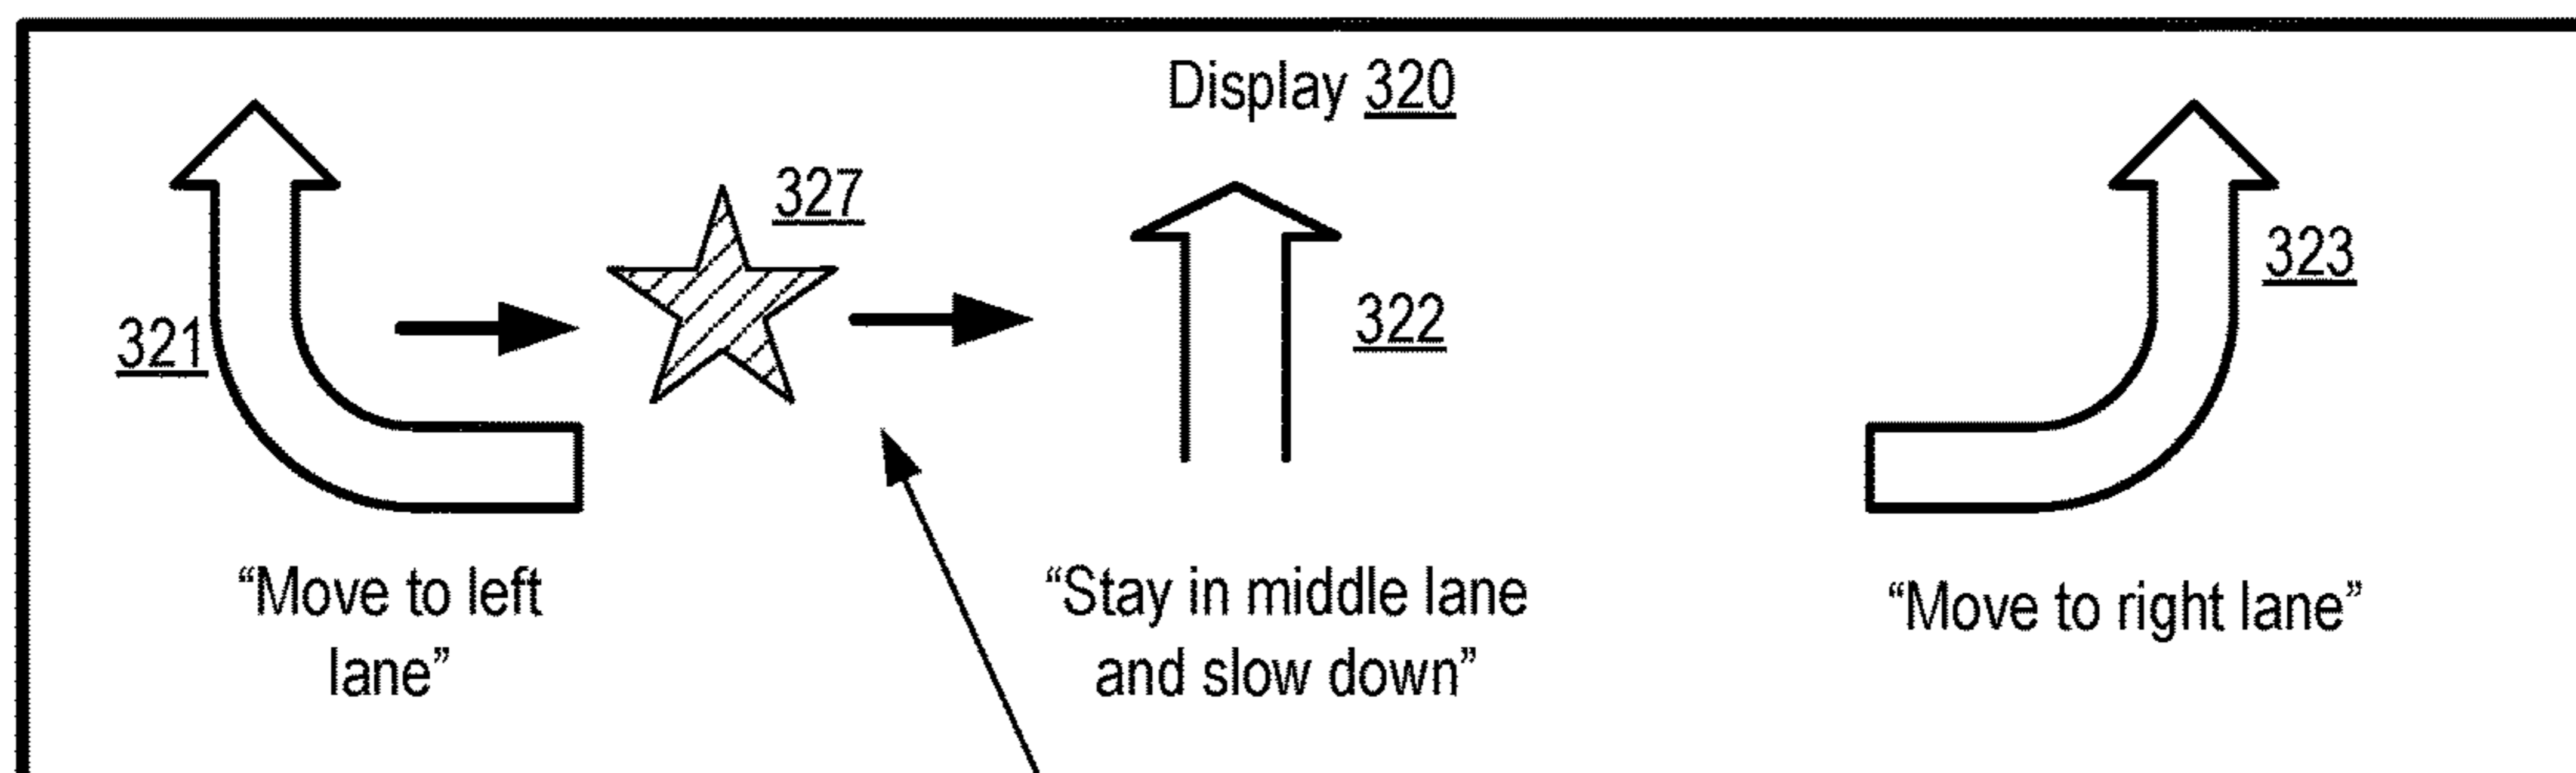 Display 320
327
323
321
322
“Move to left
lane”
“Stay in middle lane
and slow down”
“Move to right lane”